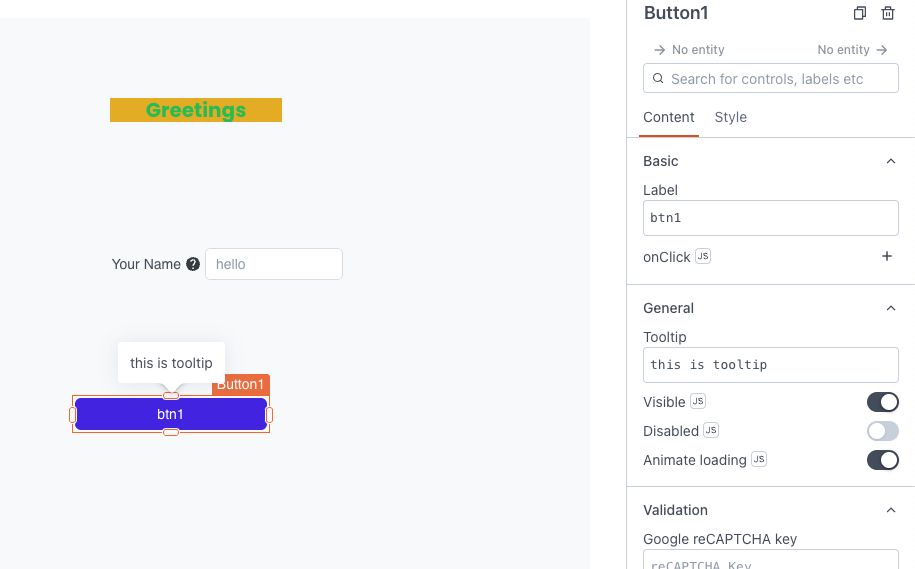 Greetings
Your Name
hello
this is tooltip
Button1
btn1
Button1
No entity
No entity
Search for controls, labels etc
Content
Style
Basic
Label
btn1
onClick JS
General
Tooltip
this is tooltip
Visible JS
Disabled JS
Animate loading JS
Validation
Google reCAPTCHA key
reCAPTCHA Key